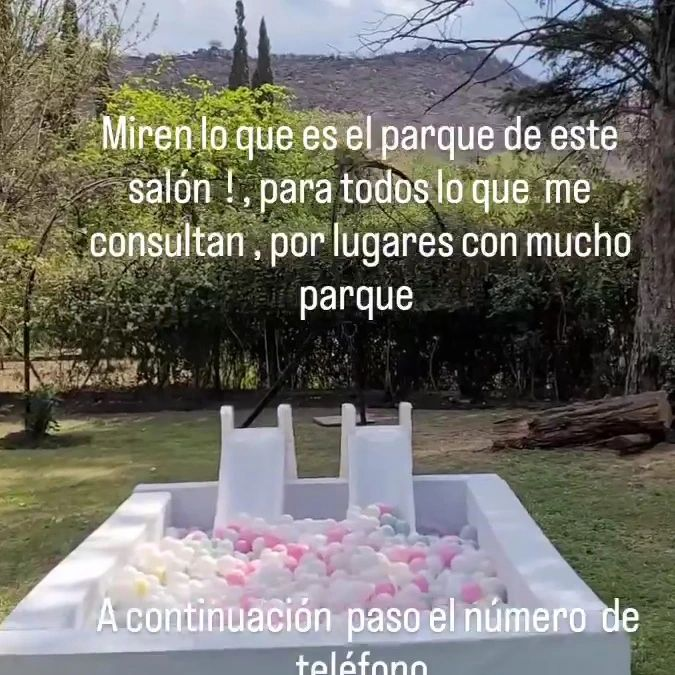 Miren lo que es el parque de este
salón ! , para todos lo que me
consultan , por lugares con mucho
parque
A continuación paso el número de
teléfono